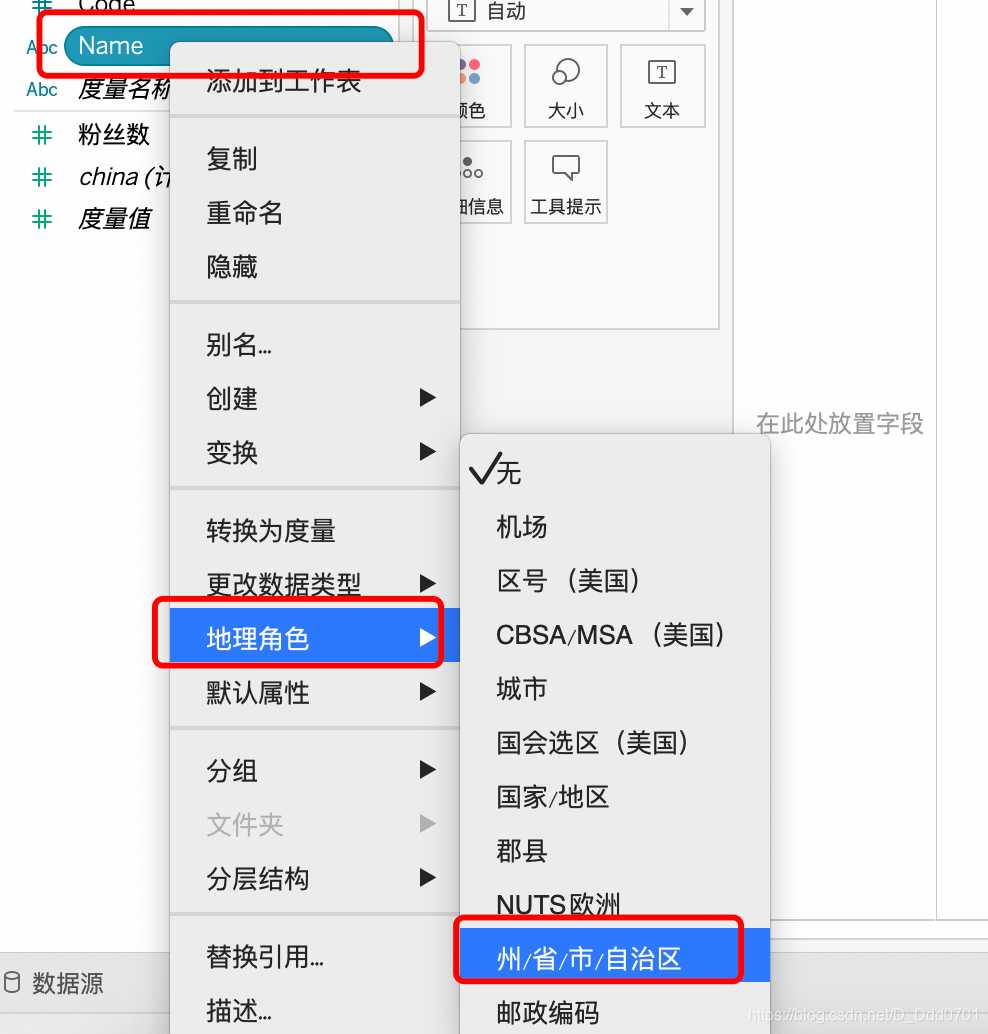 Code
自动
Abc Name
Abc 度量名称
粉丝数
china (计
度量值
颜色
大小
文本
细信息
工具提示
添加到工作表
复制
重命名
隐藏
别名...
创建
变换
转换为度量
更改数据类型
地理角色
默认属性
分组
文件夹
分层结构
替换引用...
描述...
在此处放置字段
无
机场
区号 （美国）
CBSA/MSA （美国）
城市
国会选区（美国）
国家/地区
郡县
NUTS欧洲
州/省/市/自治区
邮政编码
数据源
https://blog.csdn.net/D_Ddd0701